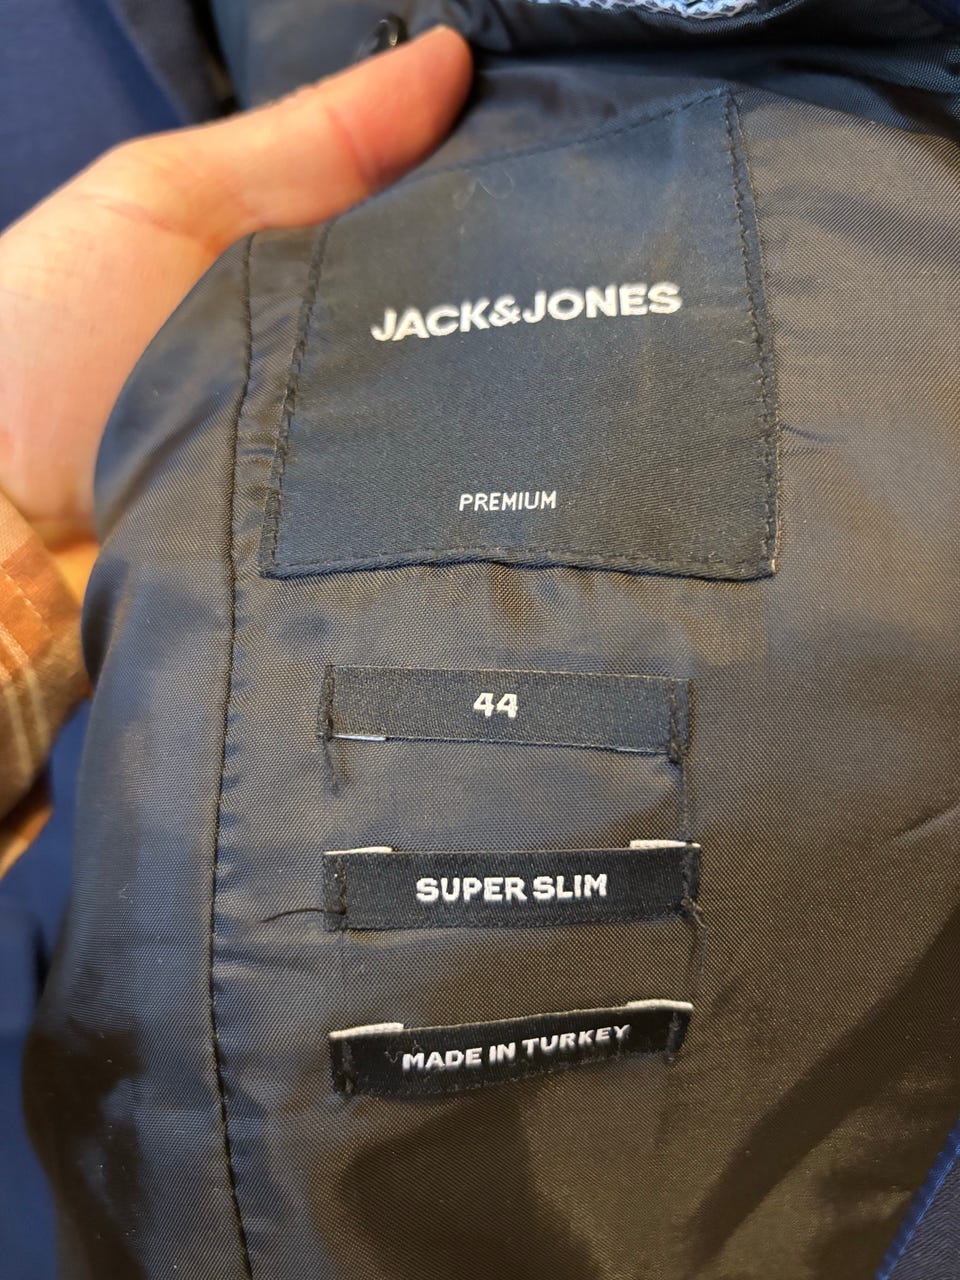 JACK&JONES
PREMIUM
44
SUPER SLIM
MADE IN TURKEY